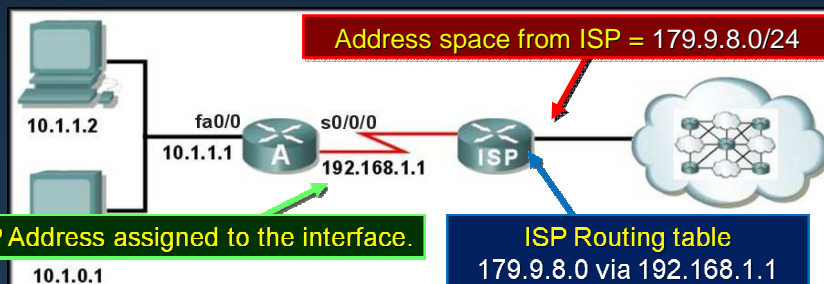 Address space from ISP = 179.9.8.0/24
10.1.1.2
fa0/0
s0/0/0
10.1.1.1
A
192.168.1.1
ISP
P Address assigned to the interface.
ISP Routing table
179.9.8.0 via 192.168.1.1
10.1.0.1